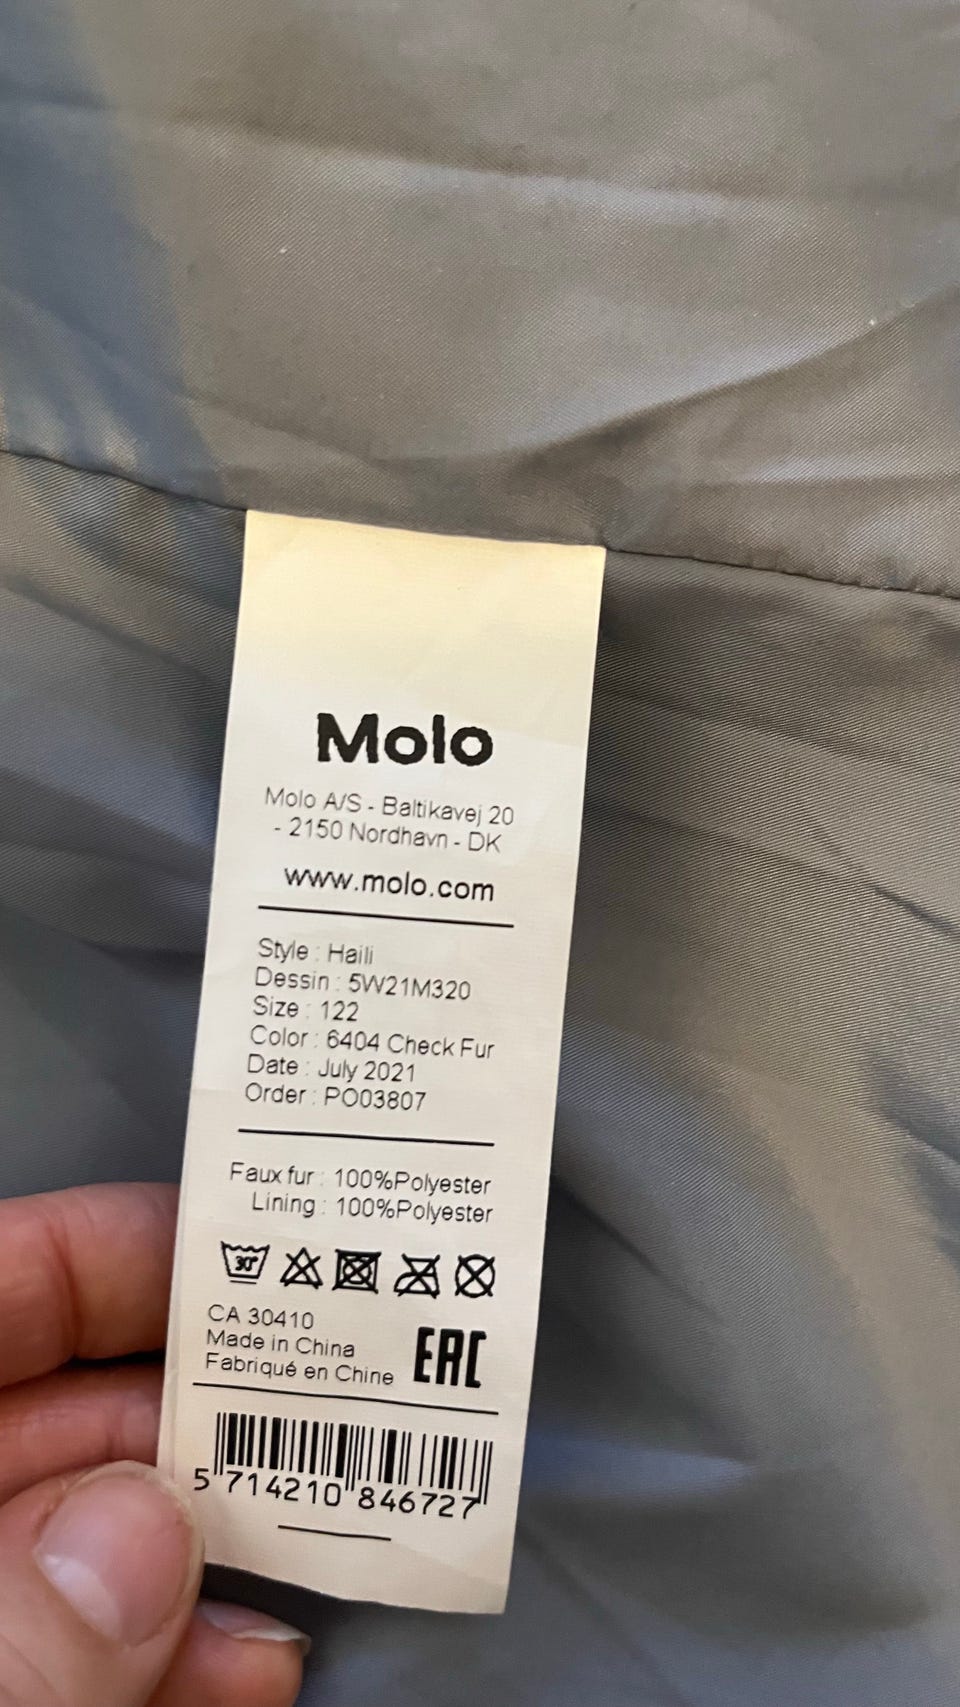 Molo
Molo A/S - Baltikavej 20
- 2150 Nordhavn - DK
www.molo.com
Style : Haili
Dessin : 5W21M320
Size : 122
Color : 6404 Check Fur
Date : July 2021
Order : PO03807
Faux fur : 100%Polyester
Lining : 100%Polyester
30°
CA 30410
Made in China
Fabriqué en Chine
EAC
5 714210 846727